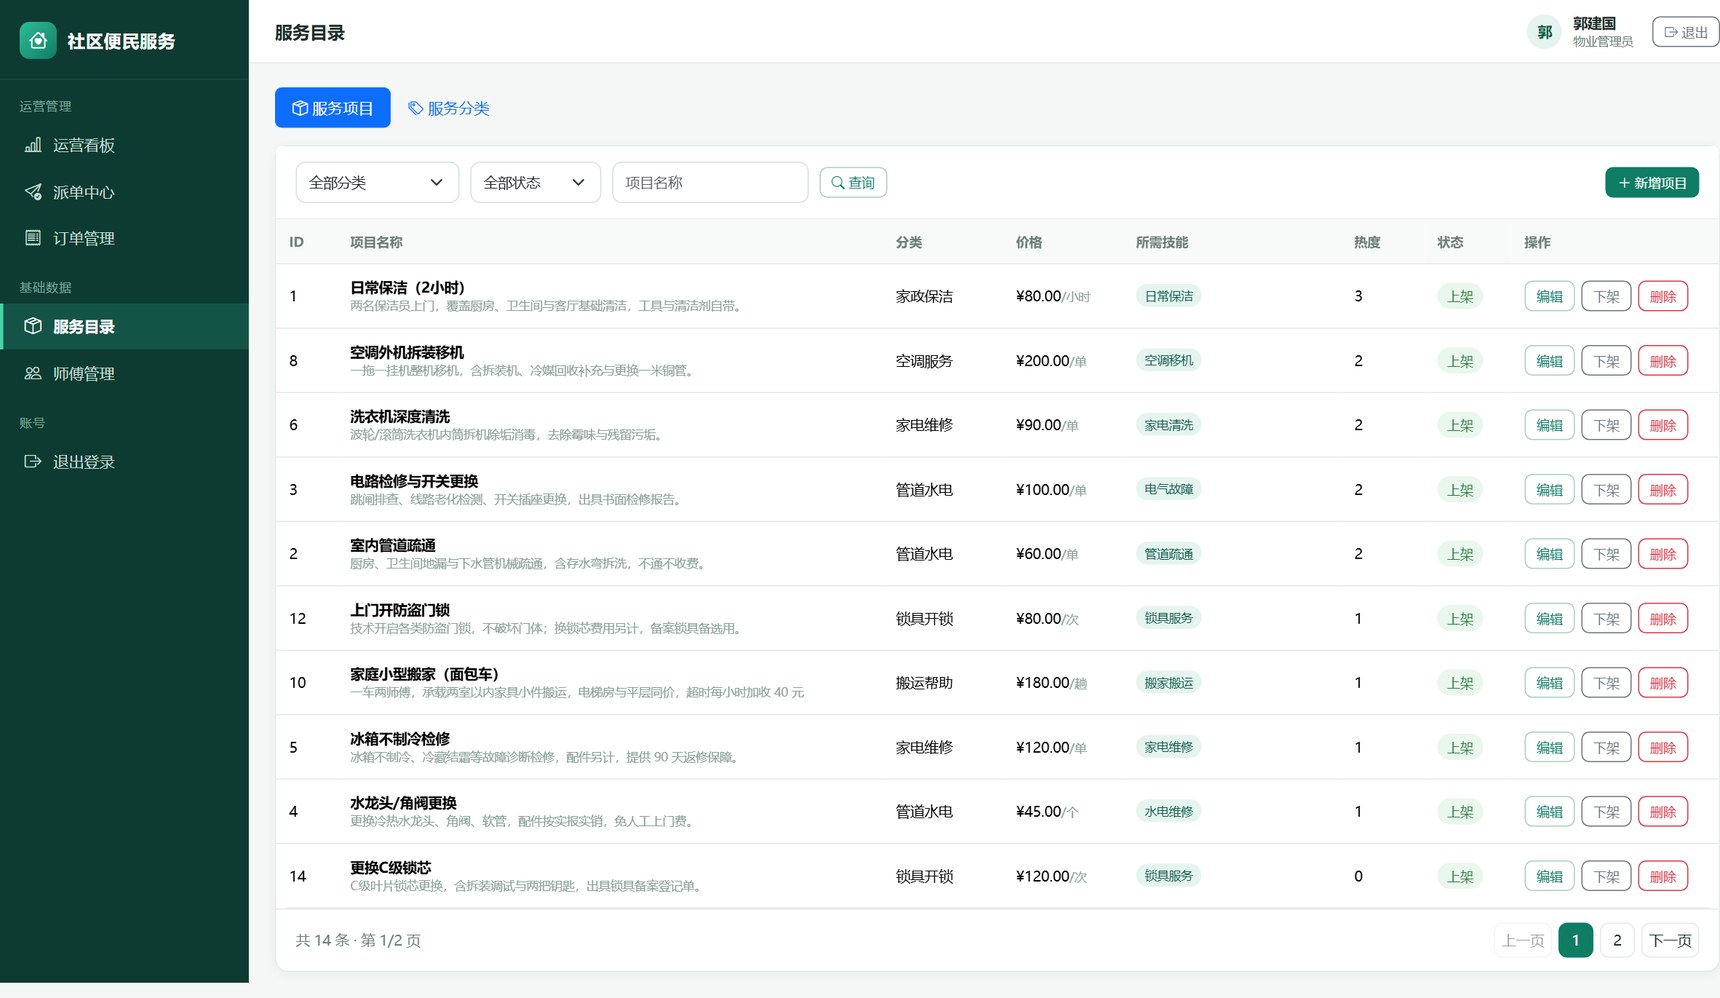 社区便民服务
运营管理
运营看板
派单中心
订单管理
基础数据
服务目录
师傅管理
账号
退出登录
服务目录
郭
郭建国
物业管理员
退出
服务项目
服务分类
全部分类
全部状态
项目名称
查询
新增项目
ID 项目名称 分类 价格 所需技能 热度 状态 操作
1 日常保洁（2小时） 家政保洁 ¥80.00/小时 日常保洁 3 上架 编辑 下架 删除
两名保洁员上门，覆盖厨房、卫生间与客厅基础清洁，工具与清洁剂自带。
8 空调外机拆装移机 空调服务 ¥200.00/单 空调移机 2 上架 编辑 下架 删除
一拖一挂机整机移机，含拆装机、冷媒回收补充与更换一米铜管。
6 洗衣机深度清洗 家电维修 ¥90.00/单 家电清洗 2 上架 编辑 下架 删除
波轮/滚筒洗衣机内筒拆机除垢消毒，去除霉味与残留污垢。
3 电路检修与开关更换 管道水电 ¥100.00/单 电气故障 2 上架 编辑 下架 删除
跳闸排查、线路老化检测、开关插座更换，出具书面检修报告。
2 室内管道疏通 管道水电 ¥60.00/单 管道疏通 2 上架 编辑 下架 删除
厨房、卫生间地漏与下水管机械疏通，含存水弯拆洗，不通不收费。
12 上门开防盗门锁 锁具开锁 ¥80.00/次 锁具服务 1 上架 编辑 下架 删除
技术开启各类防盗门锁，不破坏门体；换锁芯费用另计，备案锁具备选用。
10 家庭小型搬家（面包车） 搬运帮助 ¥180.00/趟 搬家搬运 1 上架 编辑 下架 删除
一车两师傅，承载两室以内家具小件搬运，电梯房与平层同价，超时每小时加收 40 元
5 冰箱不制冷检修 家电维修 ¥120.00/单 家电维修 1 上架 编辑 下架 删除
冰箱不制冷、冷藏结霜等故障诊断检修，配件另计，提供 90 天返修保障。
4 水龙头/角阀更换 管道水电 ¥45.00/个 水电维修 1 上架 编辑 下架 删除
更换冷热水龙头、角阀、软管，配件按实报实销，免人工上门费。
14 更换C级锁芯 锁具开锁 ¥120.00/次 锁具服务 0 上架 编辑 下架 删除
C级叶片锁芯更换，含拆装调试与两把钥匙，出具锁具备案登记单。
共 14 条 · 第 1/2 页
上一页 1 2 下一页